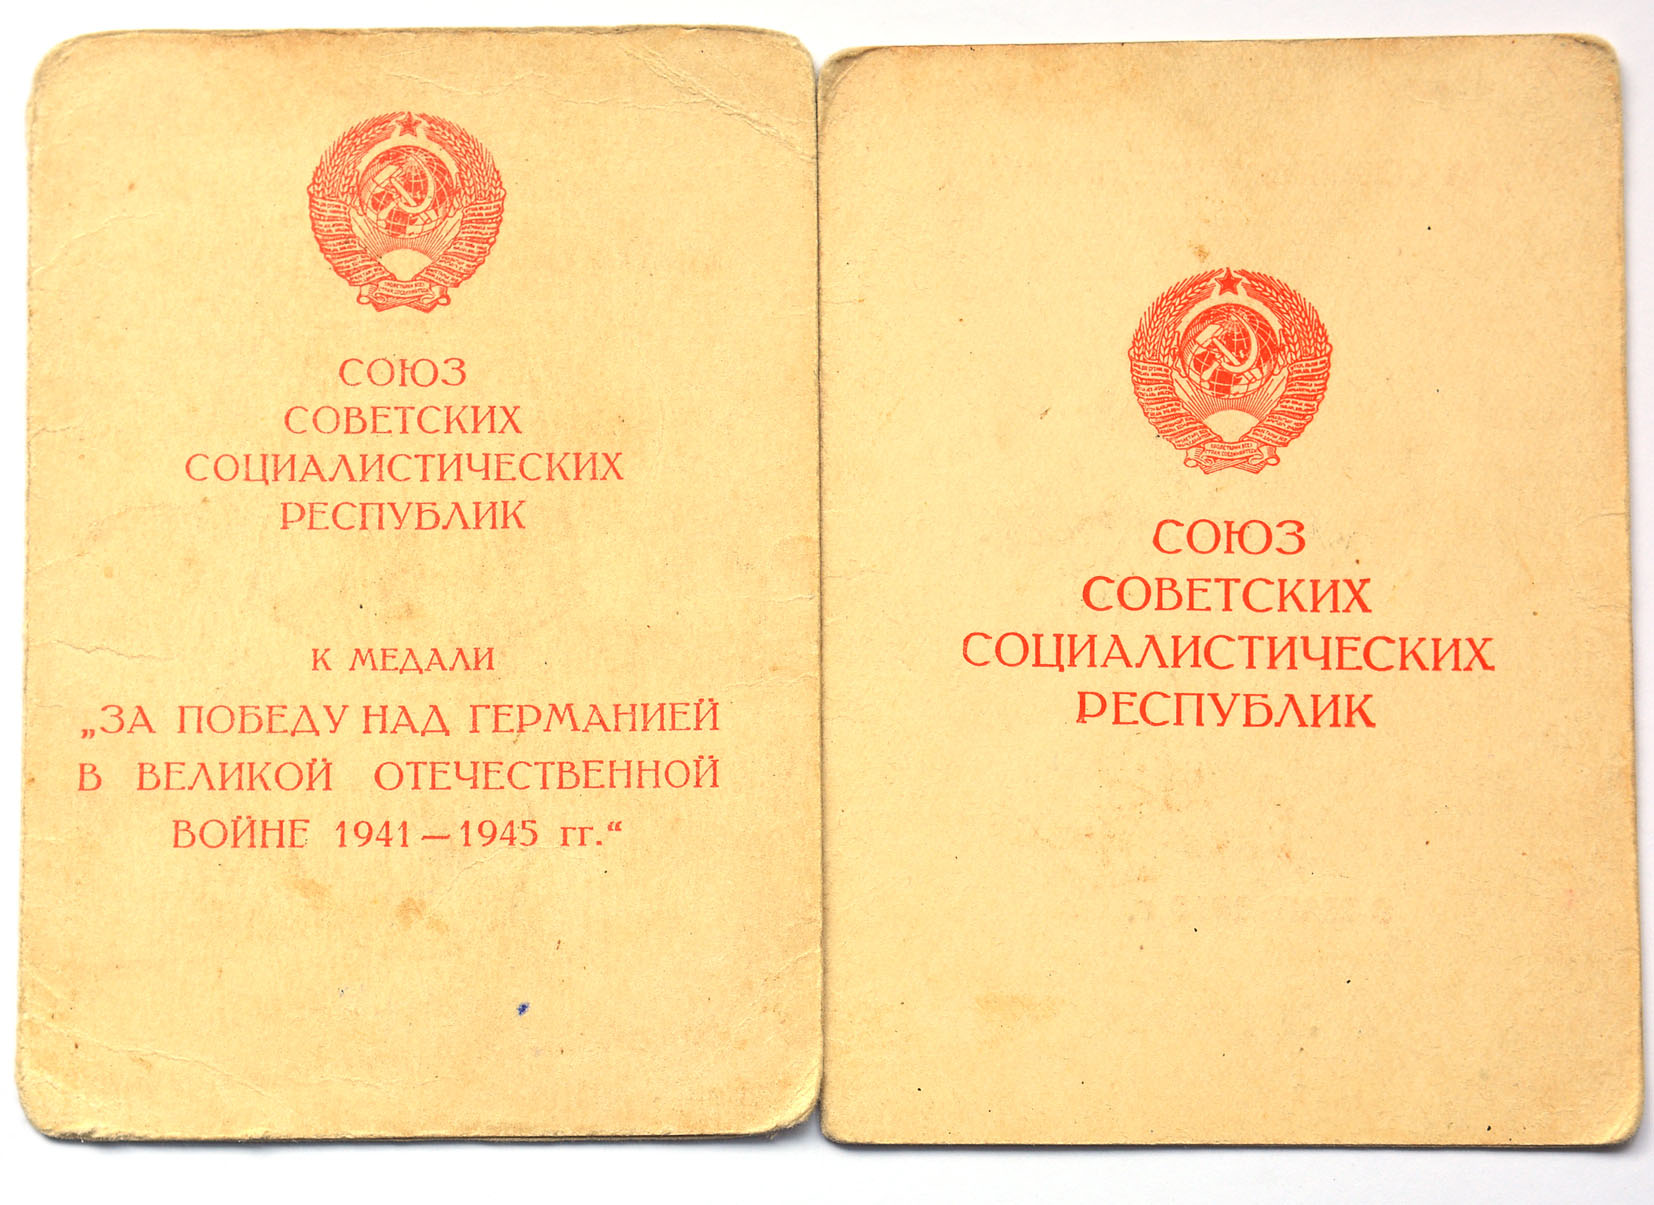 СОЮЗ
СОВЕТСКИХ
СОЦИАЛИСТИЧЕСКИХ
РЕСПУБЛИК
К МЕДАЛИ
„ЗА ПОБЕДУ НАД ГЕРМАНИЕЙ
В ВЕЛИКОЙ ОТЕЧЕСТВЕННОЙ
ВОЙНЕ 1941—1945 гг.“
СОЮЗ
СОВЕТСКИХ
СОЦИАЛИСТИЧЕСКИХ
РЕСПУБЛИК